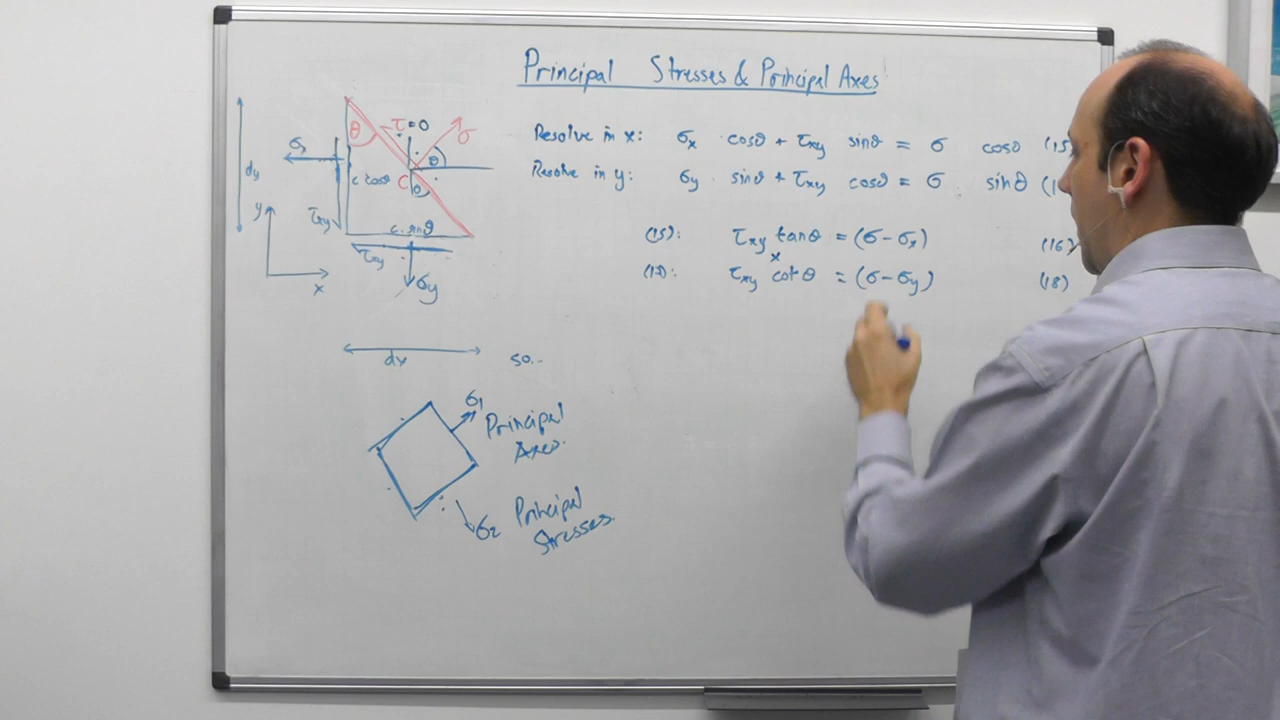 Principal Stresses & Principal Axes
Resolve in x: σx cosθ + τxy sinθ = σ cosθ (15)
Resolve in y: σy sinθ + τxy cosθ = σ sinθ (1
(15): τxy tanθ = (σ-σx) (16)
τxy cotθ = (σ-σy) (18)
x
θ
τ=0
σ
θ
dy
c cosθ
C
θ
y
τxy
c. sinθ
τxy
x
σy
dx
so..
σ1
Principal
Axes.
σ2
Principal
Stresses.